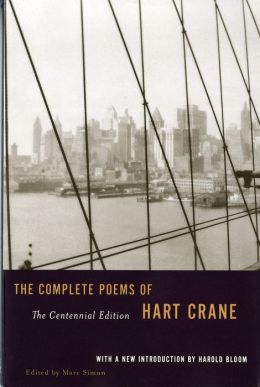 THE COMPLETE POEMS OF
The Centennial Edition HART CRANE
WITH A NEW INTRODUCTION BY HAROLD BLOOM
Edited by Marc Simon